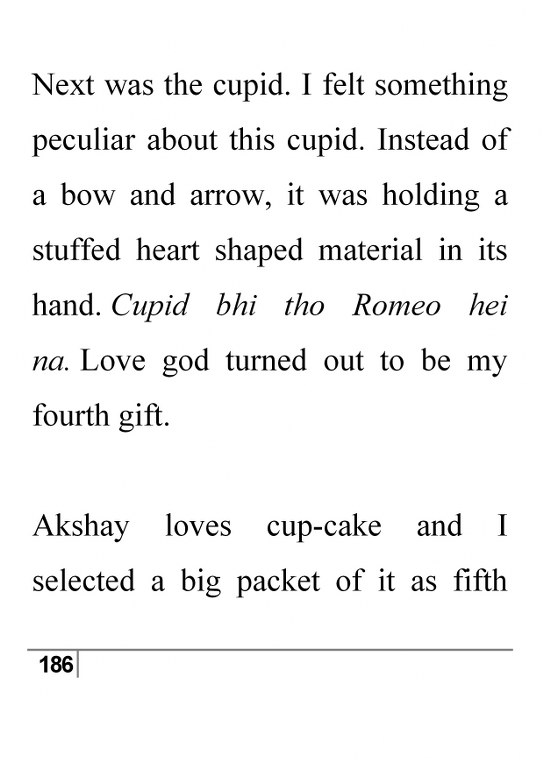 Next was the cupid. I felt something
peculiar about this cupid. Instead of
a bow and arrow, it was holding a
stuffed heart shaped material in its
hand. Cupid bhi tho Romeo hei
na. Love god turned out to be my
fourth gift.
Akshay loves cup-cake and I
selected a big packet of it as fifth
186